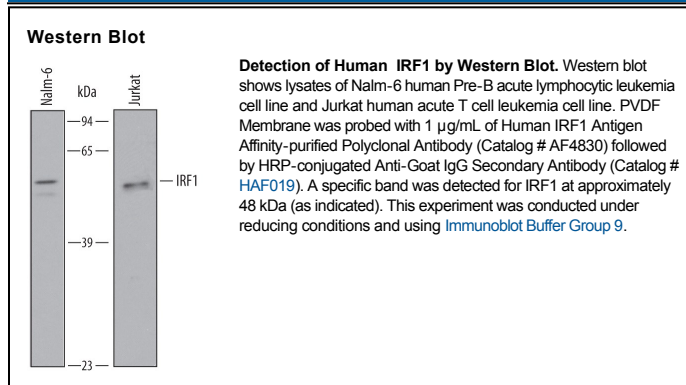 Western Blot
Nalm-6
kDa
Jurkat
94
65
IRF1
39
23
Detection of Human IRF1 by Western Blot. Western blot
shows lysates of Nalm-6 human Pre-B acute lymphocytic leukemia
cell line and Jurkat human acute T cell leukemia cell line. PVDF
Membrane was probed with 1 µg/mL of Human IRF1 Antigen
Affinity-purified Polyclonal Antibody (Catalog # AF4830) followed
by HRP-conjugated Anti-Goat IgG Secondary Antibody (Catalog #
HAF019). A specific band was detected for IRF1 at approximately
48 kDa (as indicated). This experiment was conducted under
reducing conditions and using Immunoblot Buffer Group 9.